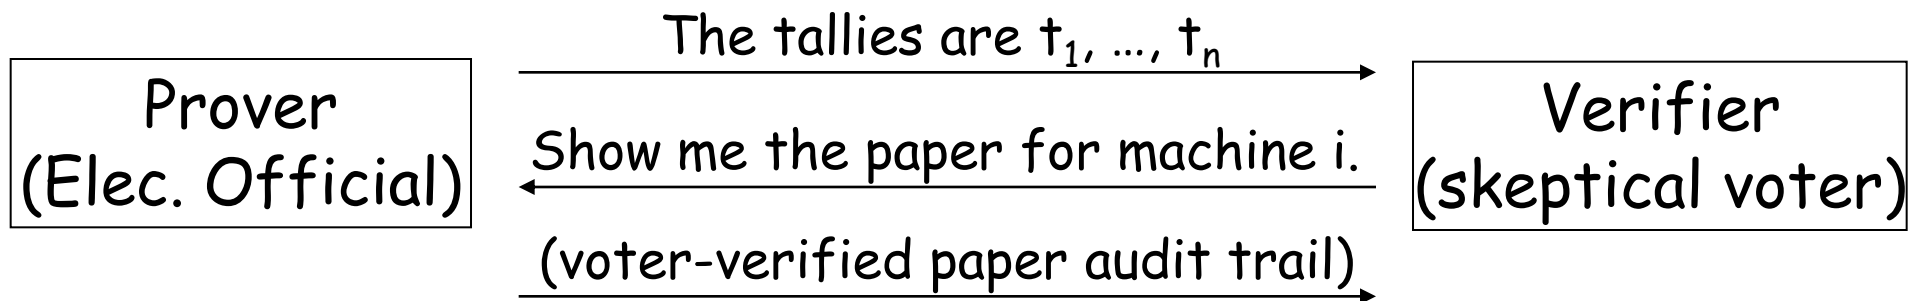 The tallies are t₁, …, tₙ
Prover
(Elec. Official)
Show me the paper for machine i.
Verifier
(skeptical voter)
(voter-verified paper audit trail)